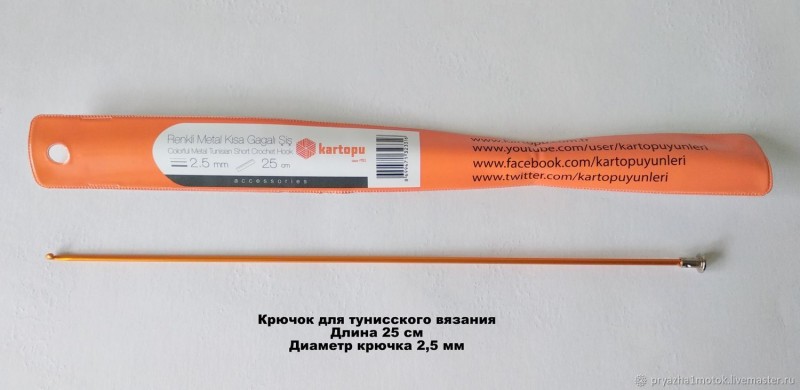 Renkli Metal Kısa Gagalı Şiş
Colorful Metal Tunisian Short Crochet Hook
2.5 mm 25 cm
kartopu
accessories
www.youtube.com/user/kartopuyunleri
www.facebook.com/kartopuyunleri
www.twitter.com/kartopuyunleri
Крючок для тунисского вязания
Длина 25 см
Диаметр крючка 2,5 мм
pryazha1motok.livemaster.ru